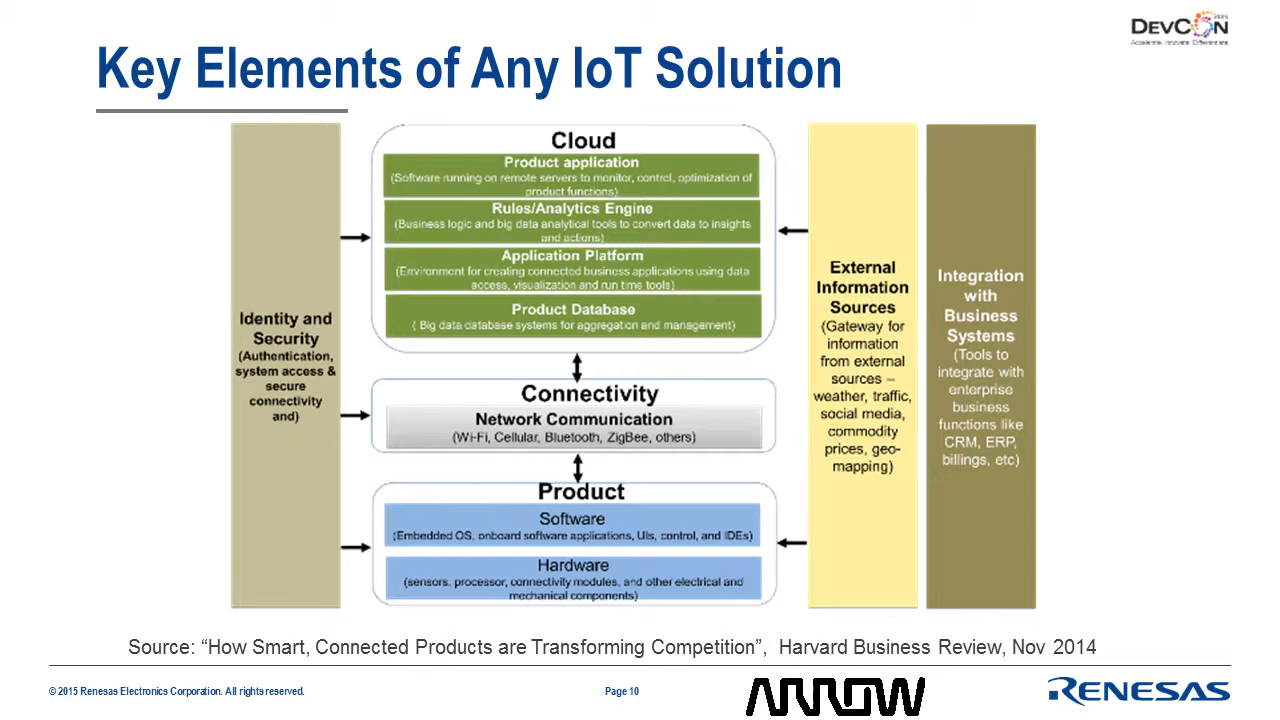 DevCon
Accelerate. Innovate. Differentiate.
Key Elements of Any IoT Solution
Identity and
Security
(Authentication,
system access &
secure
connectivity
and)
Cloud
Product application
(Software running on remote servers to monitor, control, optimization of
product functions)
Rules/Analytics Engine
(Business logic and big data analytical tools to convert data to insights
and actions)
Application Platform
(Environment for creating connected business applications using data
access, visualization and run time tools)
Product Database
( Big data database systems for aggregation and management)
Connectivity
Network Communication
(Wi-Fi, Cellular, Bluetooth, ZigBee, others)
Product
Software
(Embedded OS, onboard software applications, UIs, control, and IDEs)
Hardware
(sensors, processor, connectivity modules, and other electrical and
mechanical components)
External
Information
Sources
(Gateway for
information
from external
sources –
weather, traffic,
social media,
commodity
prices, geo-
mapping)
Integration
with
Business
Systems
(Tools to
integrate with
enterprise
business
functions like
CRM, ERP,
billings, etc)
Source: “How Smart, Connected Products are Transforming Competition”, Harvard Business Review, Nov 2014
© 2015 Renesas Electronics Corporation. All rights reserved.
Page 10
ARROW
RENESAS